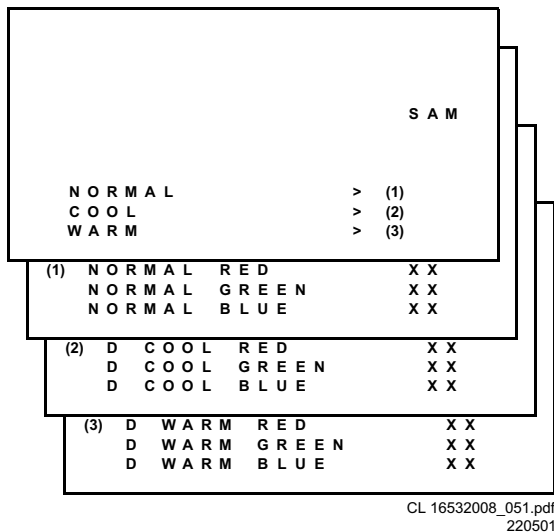 SAM
NORMAL > (1)
COOL > (2)
WARM > (3)
(1) NORMAL RED XX
NORMAL GREEN XX
NORMAL BLUE XX
(2) D COOL RED XX
D COOL GREEN XX
D COOL BLUE XX
(3) D WARM RED XX
D WARM GREEN XX
D WARM BLUE XX
CL 16532008_051.pdf
220501